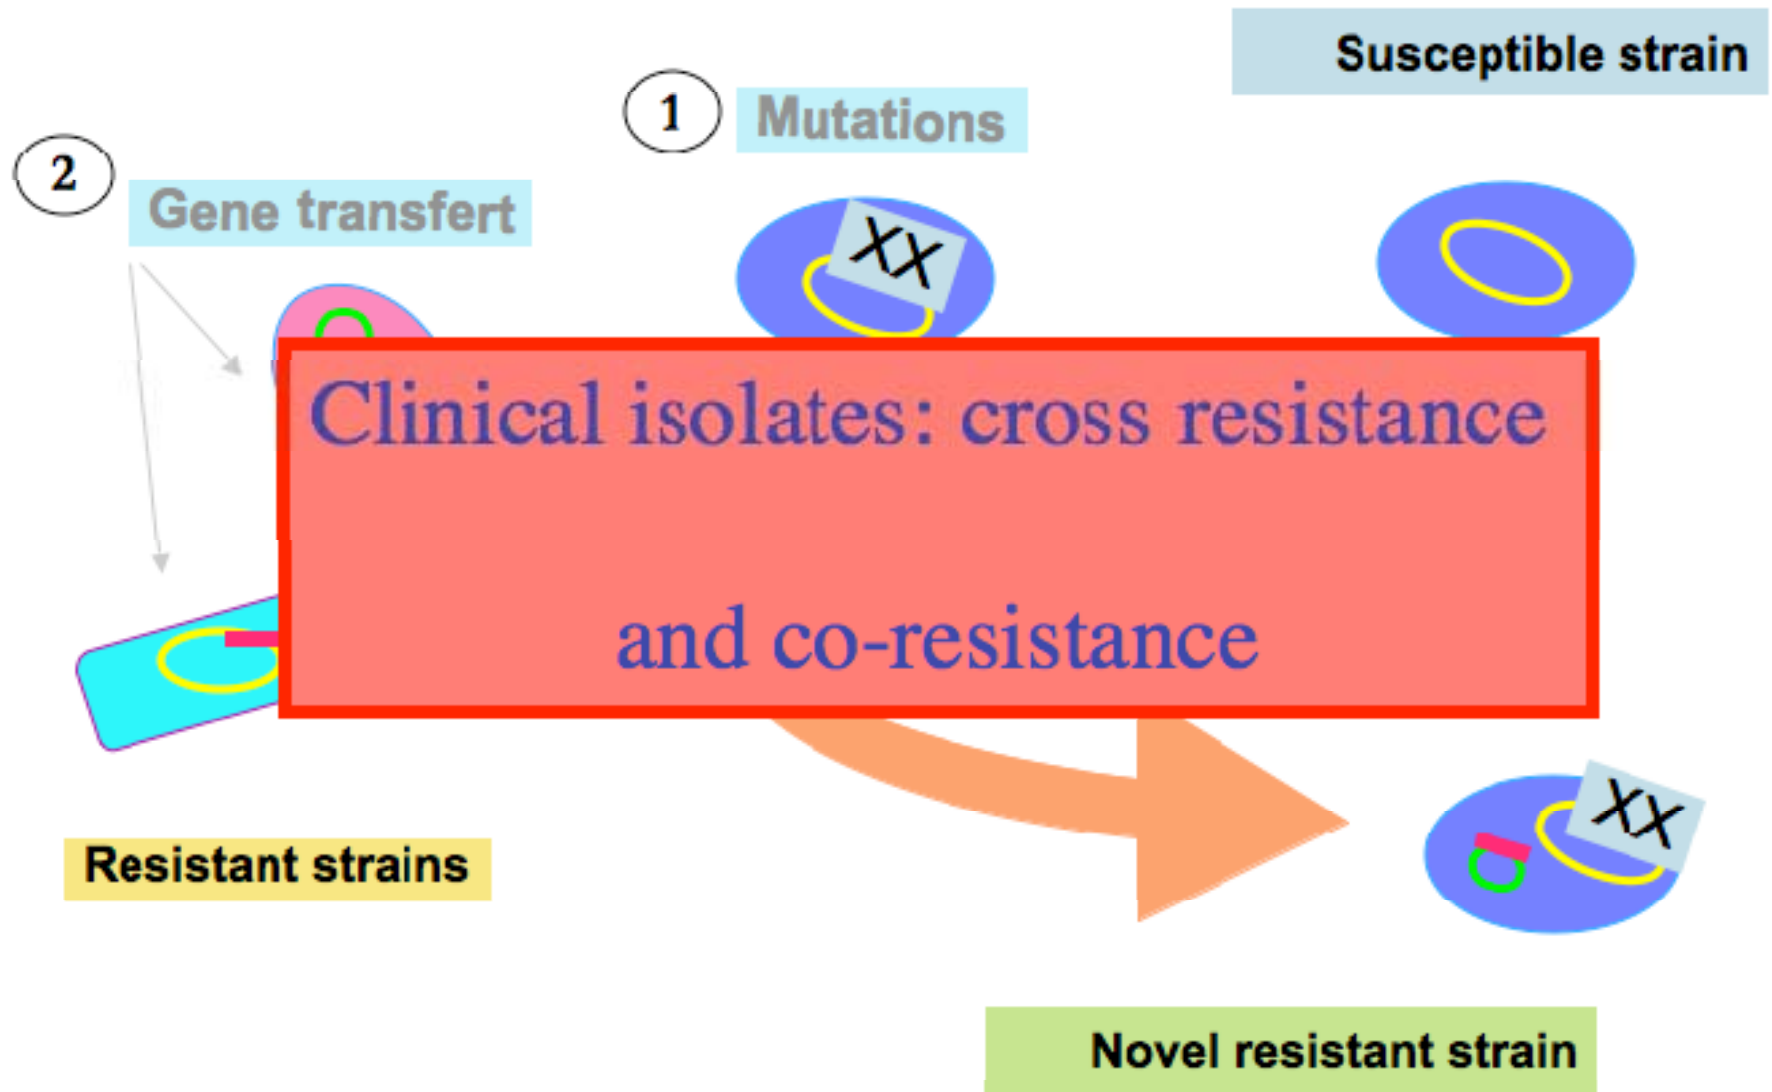 Susceptible strain
1 Mutations
2 Gene transfert
XX
Clinical isolates: cross resistance
and co-resistance
XX
Resistant strains
Novel resistant strain